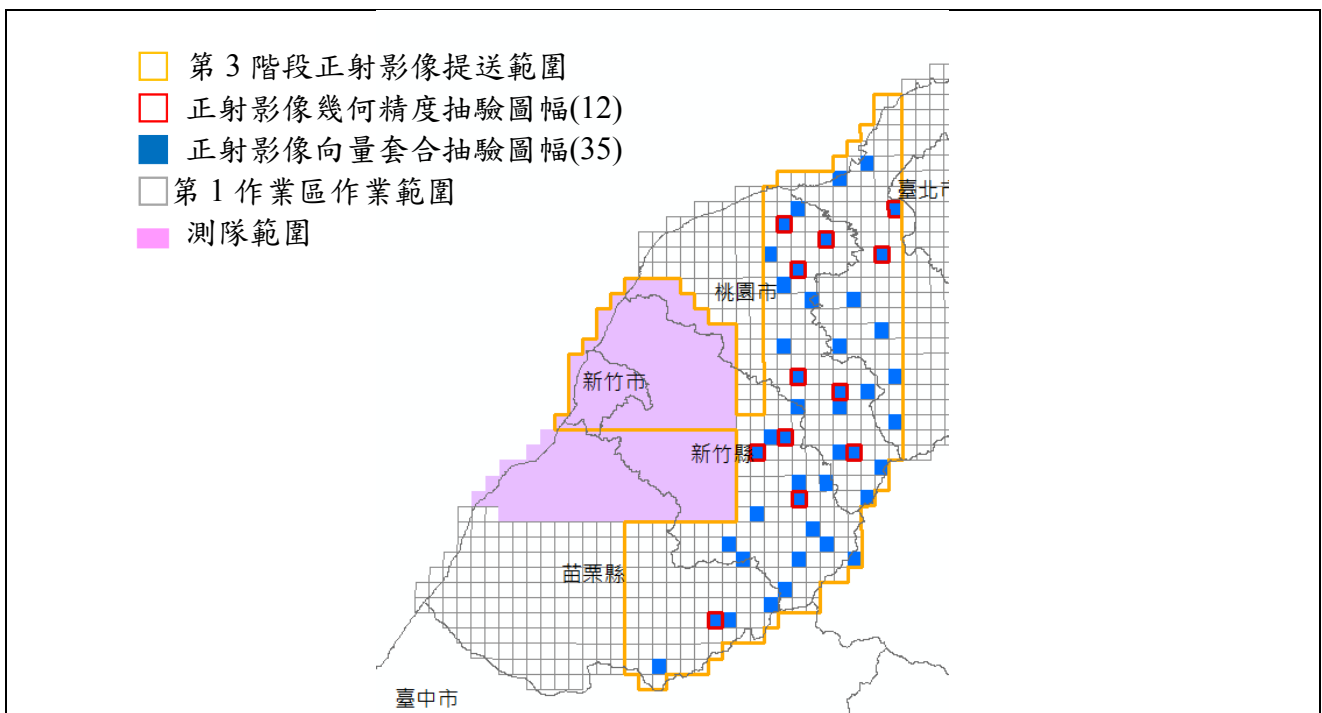 第 3 階段正射影像提送範圍
正射影像幾何精度抽驗圖幅(12)
正射影像向量套合抽驗圖幅(35)
第 1 作業區作業範圍
測隊範圍
臺北市
桃園市
新竹市
新竹縣
苗栗縣
臺中市